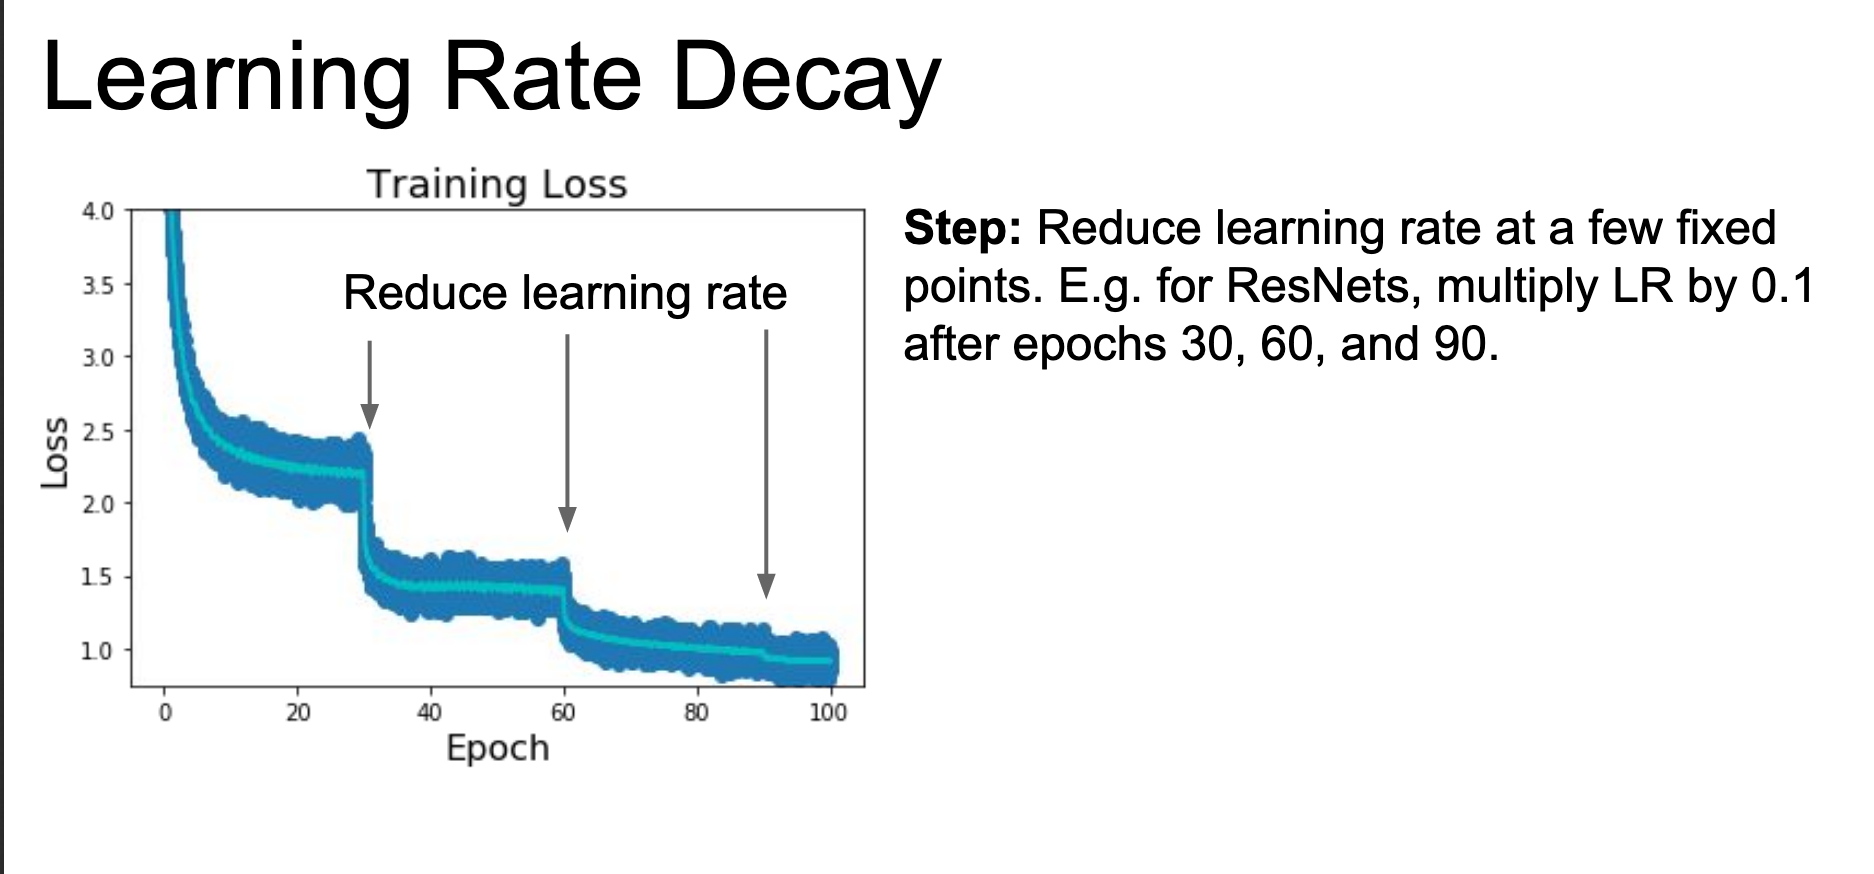 Learning Rate Decay
Training Loss
4.0
3.5
3.0
2.5
2.0
1.5
1.0
Loss
Reduce learning rate
0 20 40 60 80 100
Epoch
Step: Reduce learning rate at a few fixed
points. E.g. for ResNets, multiply LR by 0.1
after epochs 30, 60, and 90.